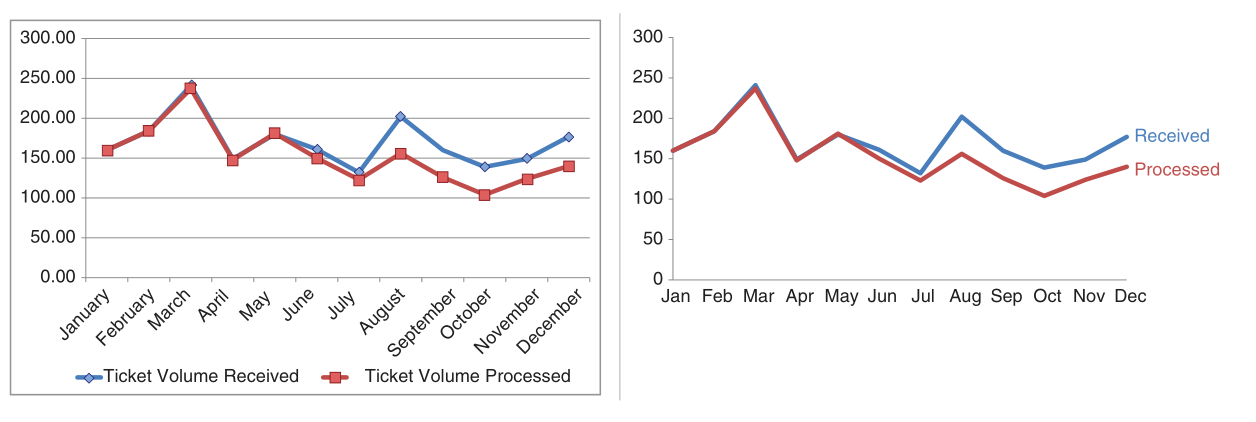 300.00
250.00
200.00
150.00
100.00
50.00
0.00
January
February
March
April
May
June
July
August
September
October
November
December
Ticket Volume Received
Ticket Volume Processed
300
250
200
150
100
50
0
Jan Feb Mar Apr May Jun Jul Aug Sep Oct Nov Dec
Received
Processed